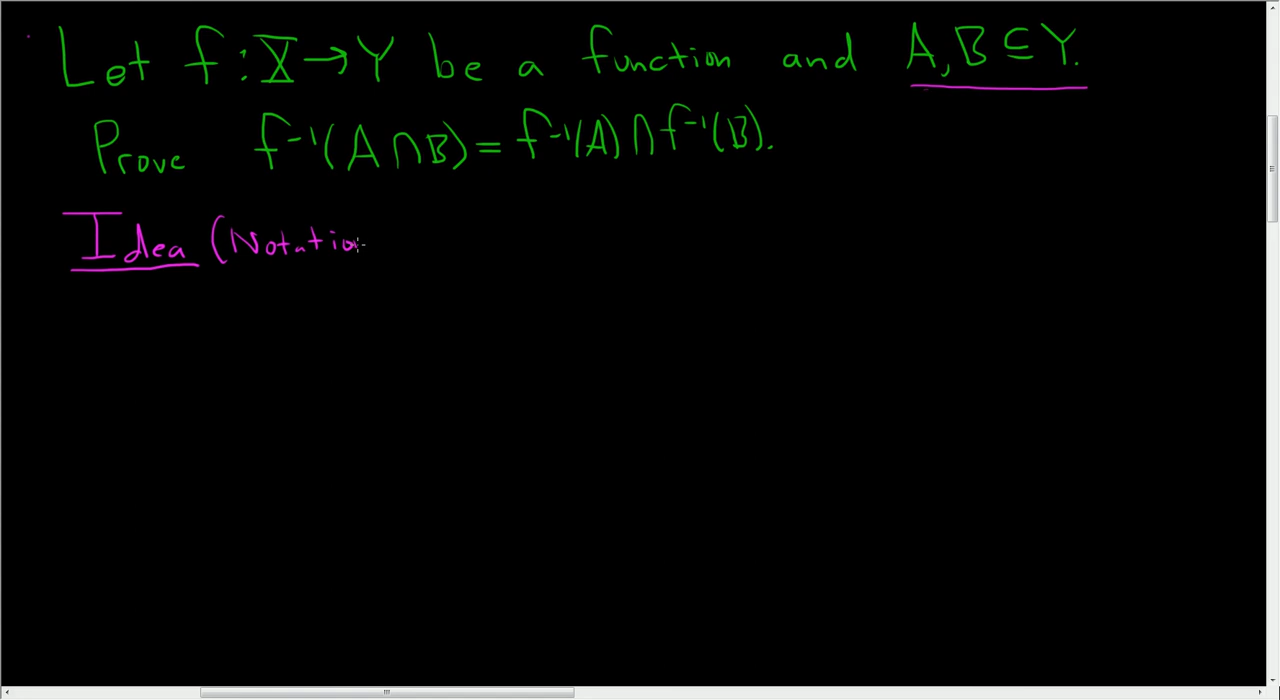 Let f : X → Y be a function and A, B ⊆ Y.
Prove f⁻¹(A ∩ B) = f⁻¹(A) ∩ f⁻¹(B).
Idea (Notatio